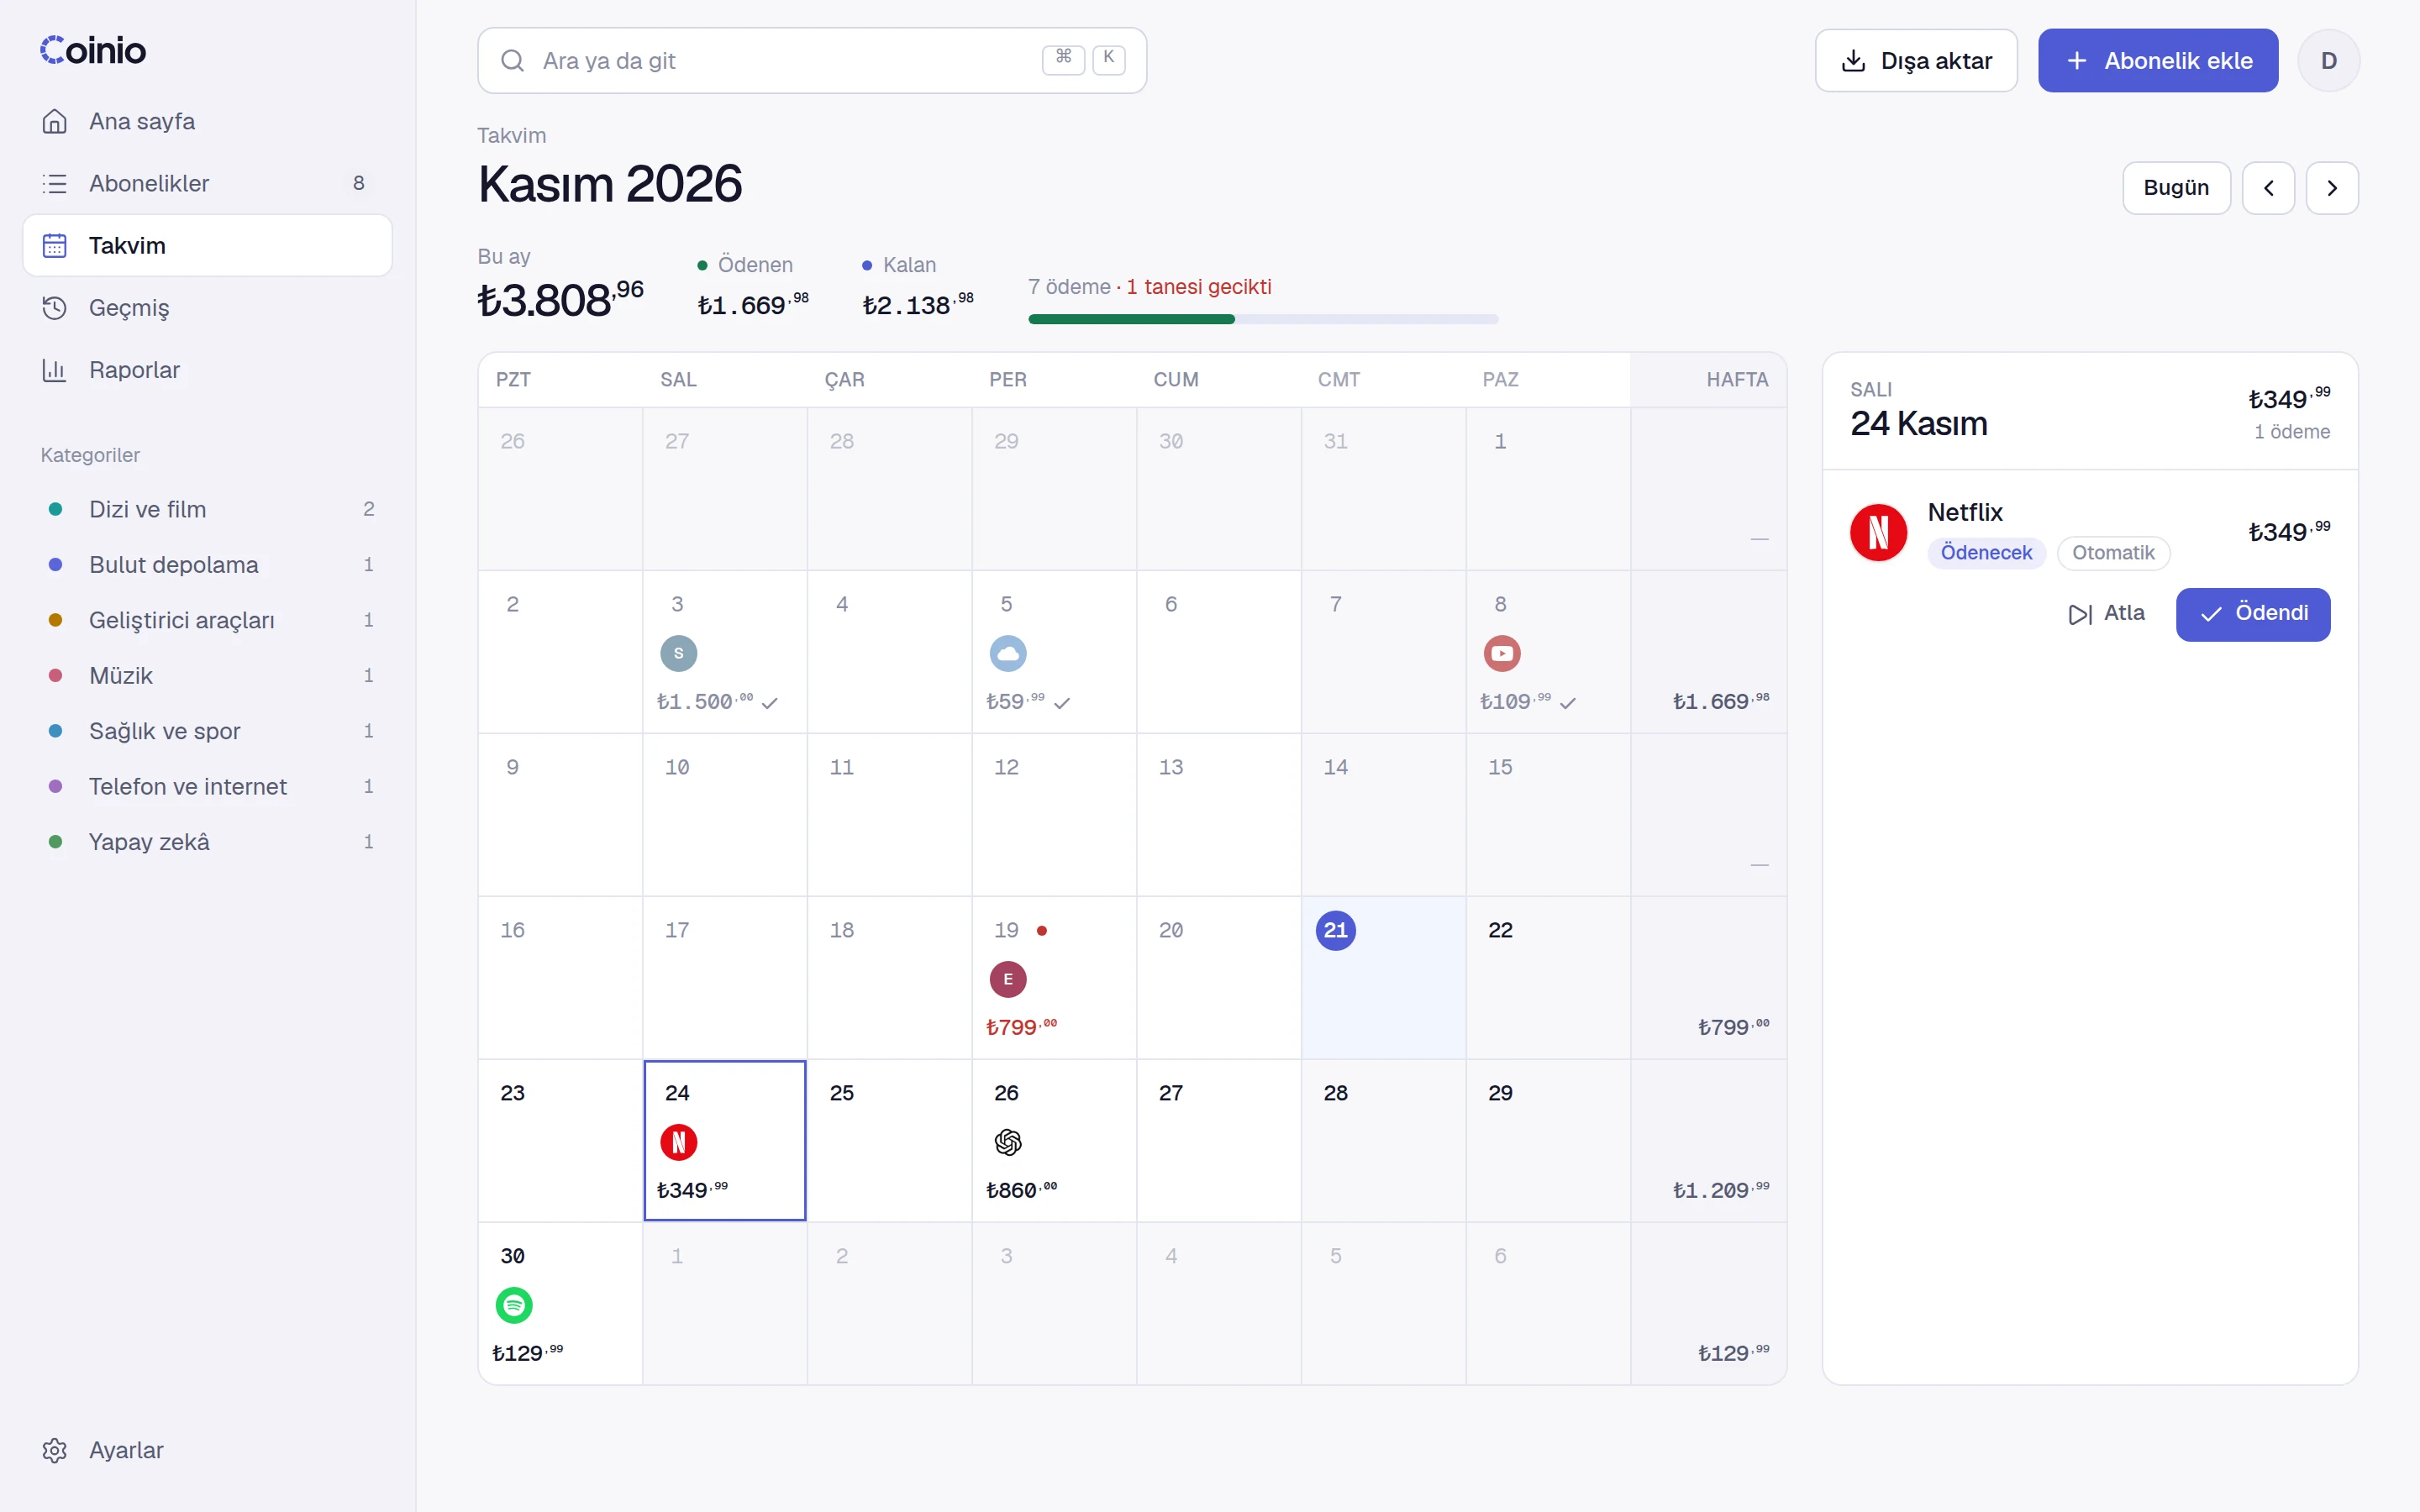 Coinio
Ana sayfa
Abonelikler 8
Takvim
Geçmiş
Raporlar
Kategoriler
Dizi ve film 2
Bulut depolama 1
Geliştirici araçları 1
Müzik 1
Sağlık ve spor 1
Telefon ve internet 1
Yapay zekâ 1
Ayarlar
Ara ya da git ⌘ K
Dışa aktar
+ Abonelik ekle
D
Takvim
Kasım 2026
Bugün
Bu ay
₺3.808,96
Ödenen
₺1.669,98
Kalan
₺2.138,98
7 ödeme · 1 tanesi gecikti
PZT SAL ÇAR PER CUM CMT PAZ HAFTA
26 27 28 29 30 31 1
—
2 3 4 5 6 7 8
S
₺1.500,00 ₺59,99 ₺109,99 ₺1.669,98
9 10 11 12 13 14 15
—
16 17 18 19 20 21 22
E
₺799,00 ₺799,00
23 24 25 26 27 28 29
N
₺349,99 ₺860,00 ₺1.209,99
30 1 2 3 4 5 6
₺129,99 ₺129,99
SALI
24 Kasım
₺349,99
1 ödeme
N
Netflix
Ödenecek Otomatik
₺349,99
Atla
Ödendi